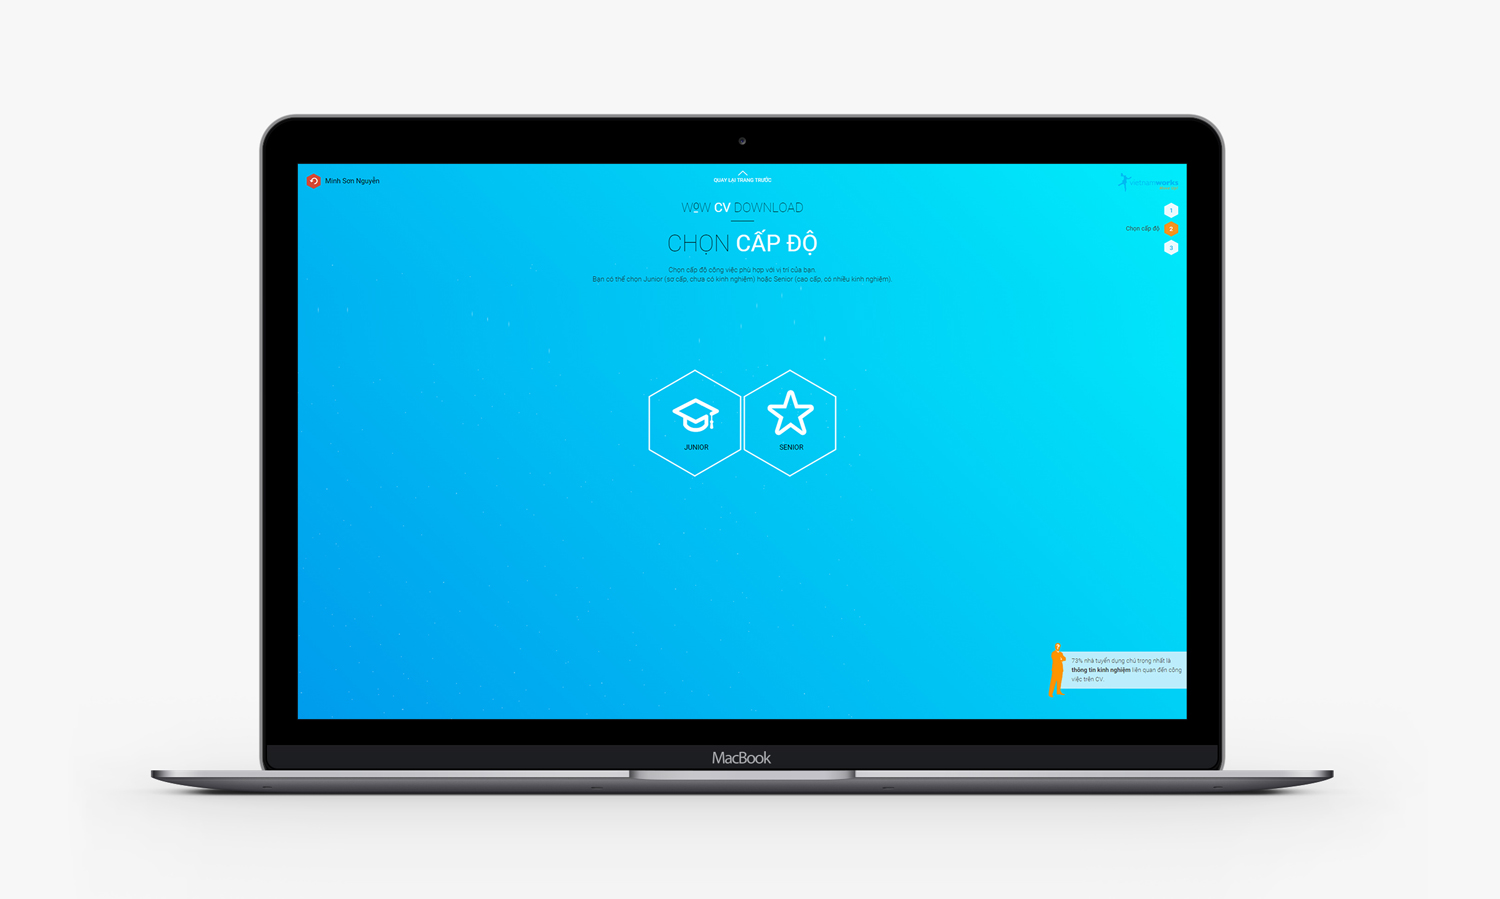 Minh Sơn Nguyễn
QUAY LẠI TRANG TRƯỚC
vietnamworks
WOW CV DOWNLOAD
1
Chọn cấp độ 2
3
CHỌN CẤP ĐỘ
Chọn cấp độ công việc phù hợp với vị trí của bạn.
Bạn có thể chọn Junior (sơ cấp, chưa có kinh nghiệm) hoặc Senior (cao cấp, có nhiều kinh nghiệm).
JUNIOR
SENIOR
73% nhà tuyển dụng chú trọng nhất là
thông tin kinh nghiệm liên quan đến công
việc trên CV.
MacBook